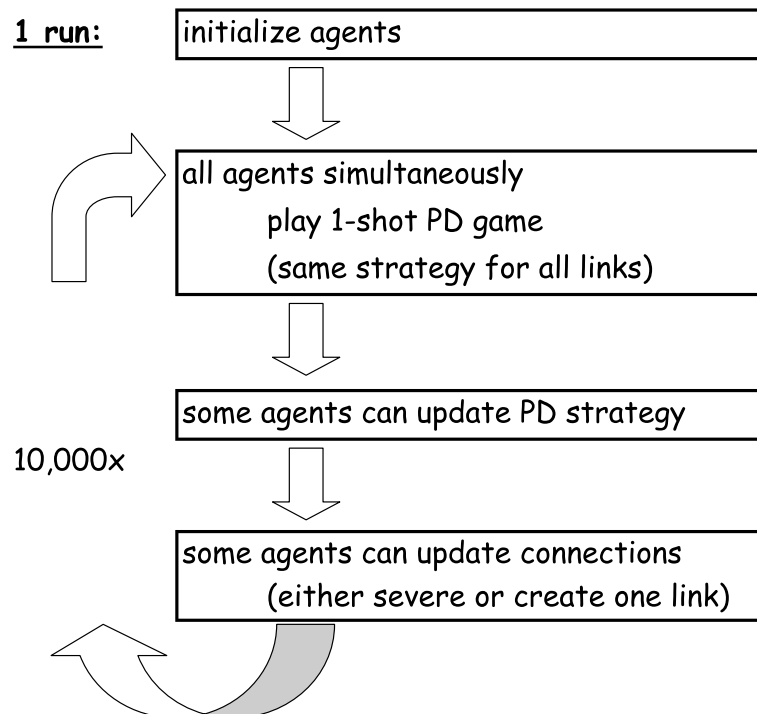 1 run:
initialize agents
all agents simultaneously
play 1-shot PD game
(same strategy for all links)
some agents can update PD strategy
10,000x
some agents can update connections
(either severe or create one link)